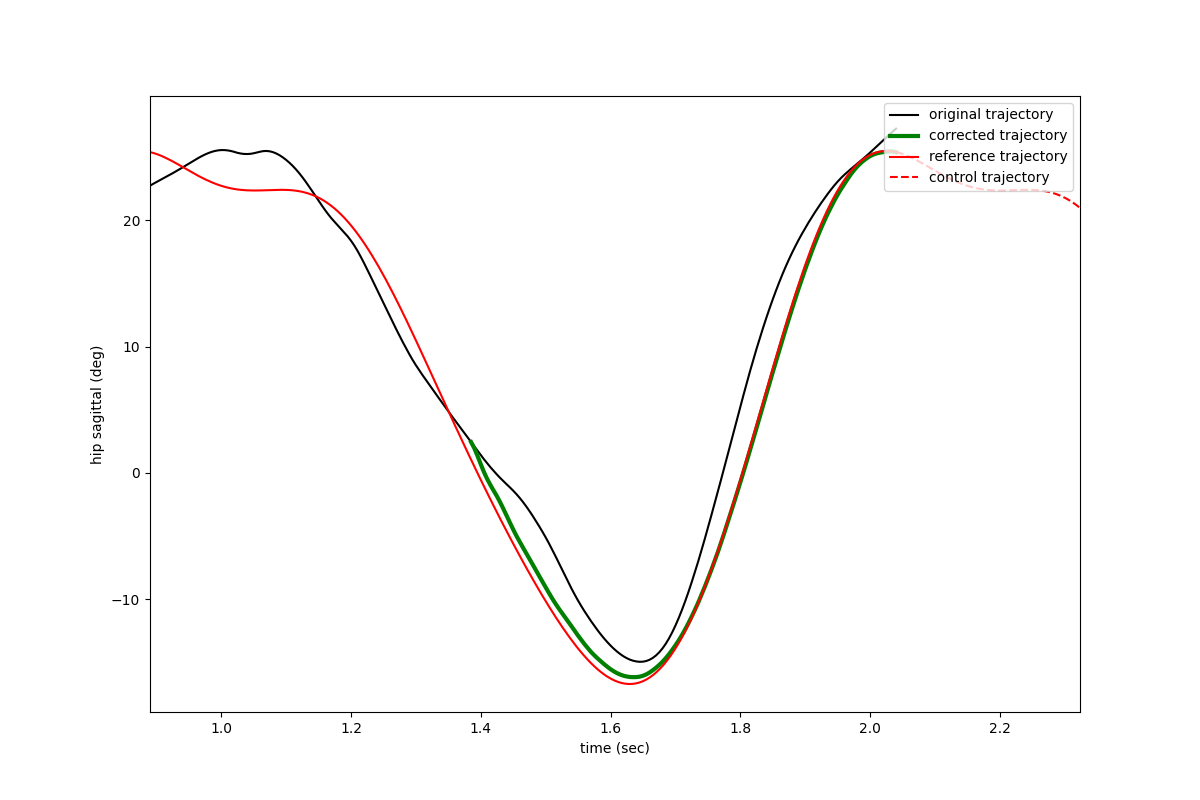 original trajectory
corrected trajectory
reference trajectory
control trajectory
20
10
0
−10
hip sagittal (deg)
1.0 1.2 1.4 1.6 1.8 2.0 2.2
time (sec)